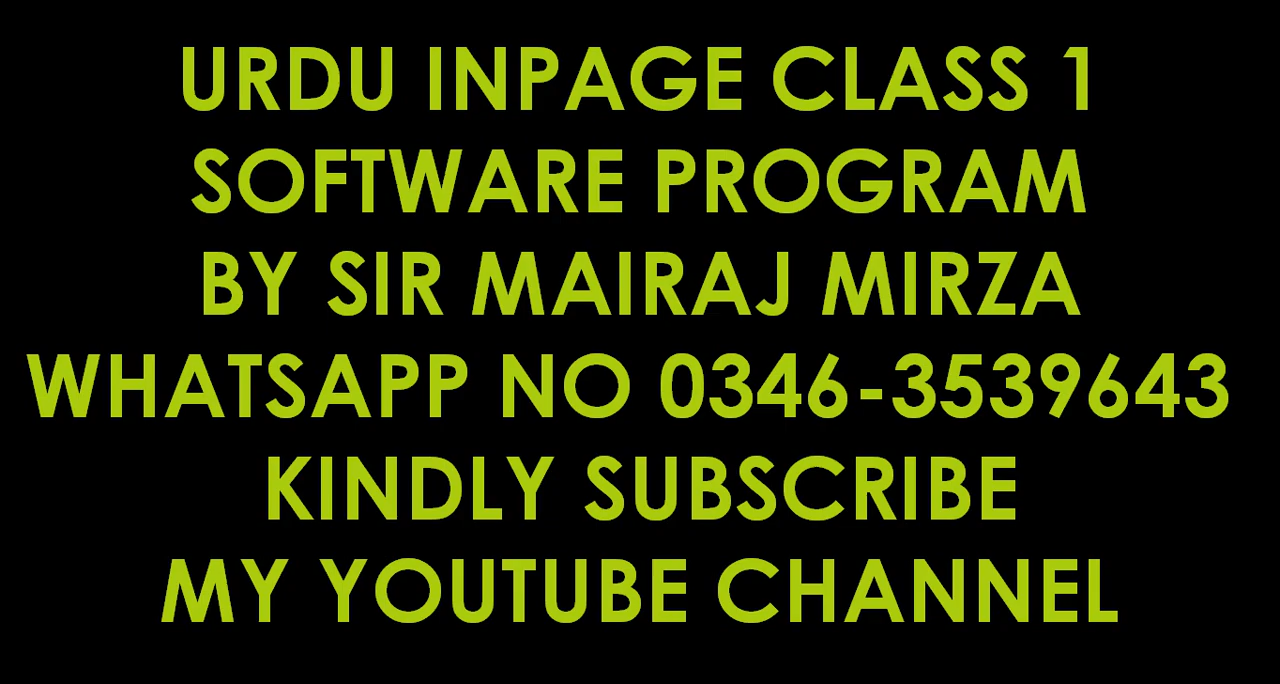 URDU INPAGE CLASS 1
SOFTWARE PROGRAM
BY SIR MAIRAJ MIRZA
WHATSAPP NO 0346-3539643
KINDLY SUBSCRIBE
MY YOUTUBE CHANNEL